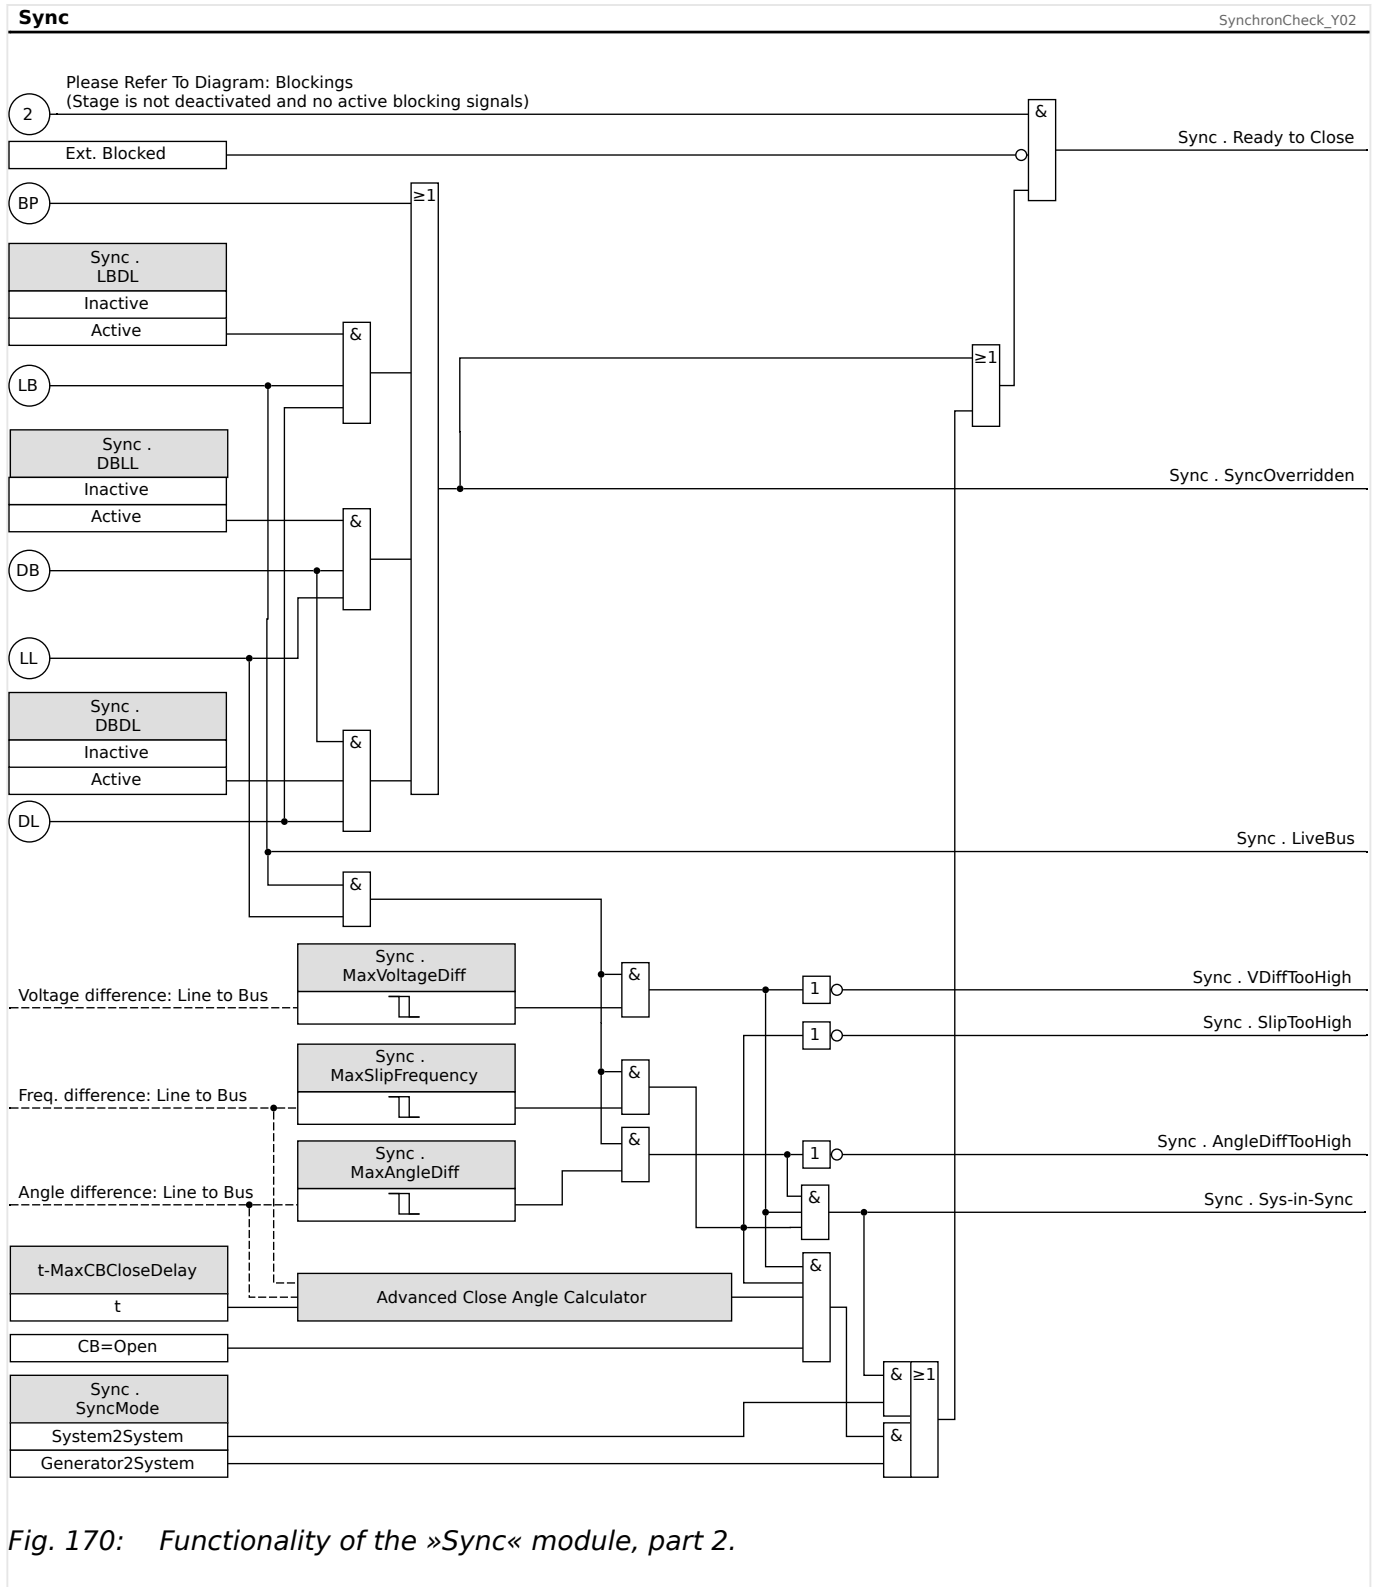 Sync
SynchronCheck_Y02
Please Refer To Diagram: Blockings
(Stage is not deactivated and no active blocking signals)
2
&
Sync . Ready to Close
Ext. Blocked
BP
≥1
Sync .
LBDL
Inactive
Active
&
≥1
LB
Sync .
DBLL
Sync . SyncOverridden
Inactive
Active
&
DB
LL
Sync .
DBDL
&
Inactive
Active
DL
Sync . LiveBus
&
Sync .
MaxVoltageDiff
&
Sync . VDiffTooHigh
1
Voltage difference: Line to Bus
Sync . SlipTooHigh
1
Sync .
MaxSlipFrequency
&
Freq. difference: Line to Bus
&
Sync . AngleDiffTooHigh
1
Sync .
MaxAngleDiff
Angle difference: Line to Bus
&
Sync . Sys-in-Sync
&
t-MaxCBCloseDelay
Advanced Close Angle Calculator
t
CB=Open
& ≥1
Sync .
SyncMode
System2System
&
Generator2System
Fig. 170: Functionality of the »Sync« module, part 2.